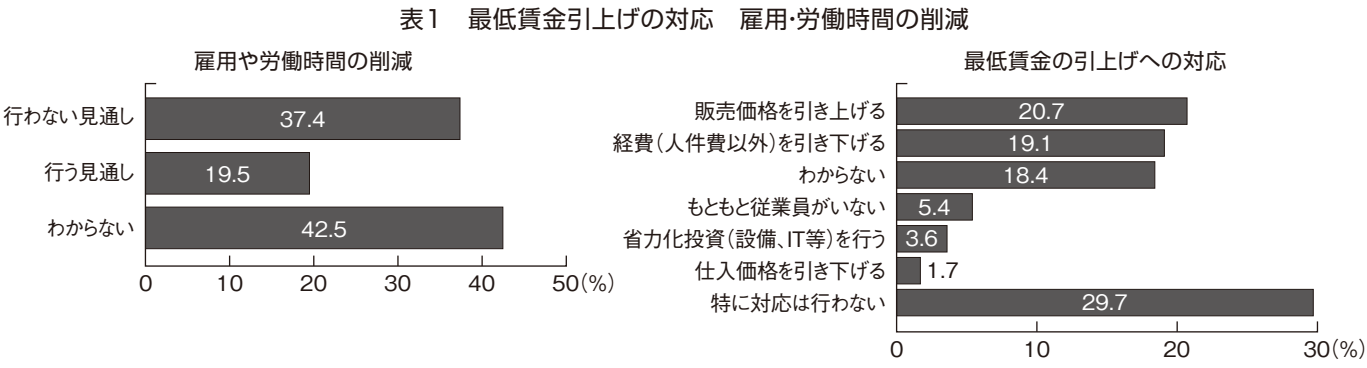 表1　最低賃金引上げの対応　雇用・労働時間の削減
雇用や労働時間の削減
行わない見通し 37.4
行う見通し 19.5
わからない 42.5
0 10 20 30 40 50(%)
最低賃金の引上げへの対応
販売価格を引き上げる 20.7
経費(人件費以外)を引き下げる 19.1
わからない 18.4
もともと従業員がいない 5.4
省力化投資(設備、IT等)を行う 3.6
仕入価格を引き下げる 1.7
特に対応は行わない 29.7
0 10 20 30(%)